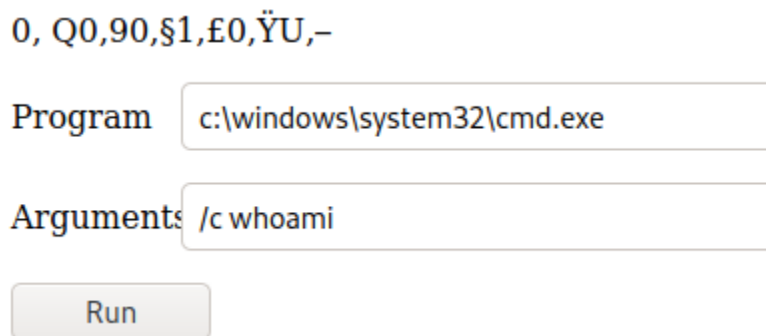 0, Q0,90,§1,£0,ŸU,–
Program c:\windows\system32\cmd.exe
Arguments /c whoami
Run